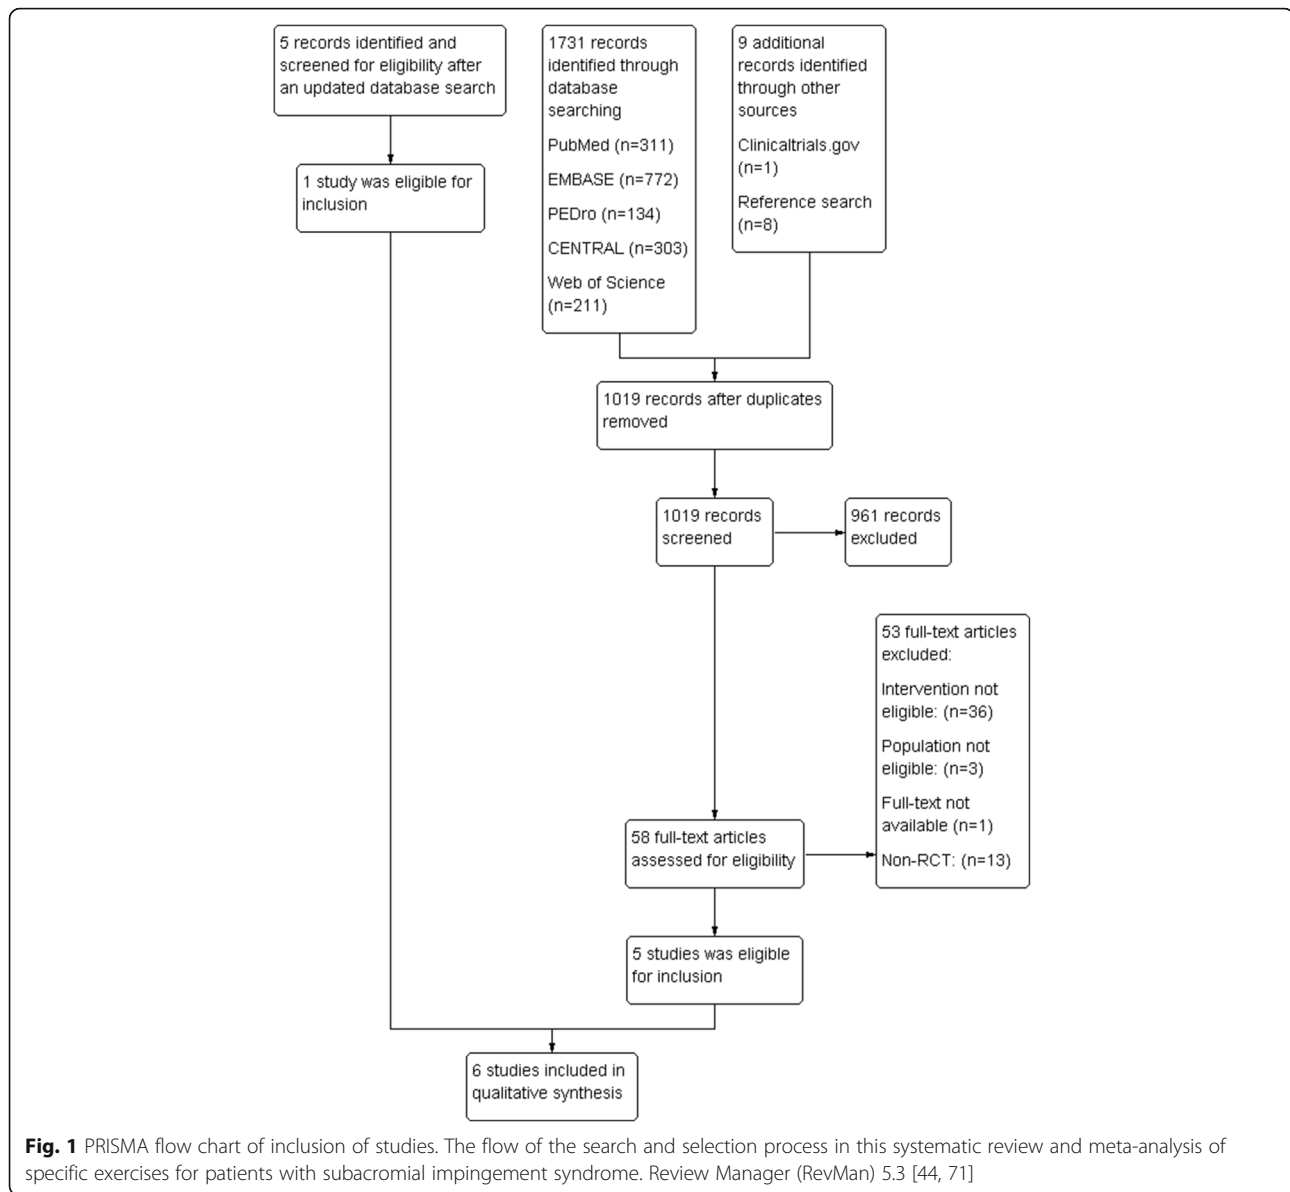 5 records identified and
screened for eligibility after
an updated database search
1 study was eligible for
inclusion
1731 records
identified through
database
searching
PubMed (n=311)
EMBASE (n=772)
PEDro (n=134)
CENTRAL (n=303)
Web of Science
(n=211)
9 additional
records identified
through other
sources
Clinicaltrials.gov
(n=1)
Reference search
(n=8)
1019 records after duplicates
removed
1019 records
screened
961 records
excluded
58 full-text articles
assessed for eligibility
53 full-text articles
excluded:
Intervention not
eligible: (n=36)
Population not
eligible: (n=3)
Full-text not
available (n=1)
Non-RCT: (n=13)
5 studies was eligible
for inclusion
6 studies included in
qualitative synthesis
Fig. 1 PRISMA flow chart of inclusion of studies. The flow of the search and selection process in this systematic review and meta-analysis of
specific exercises for patients with subacromial impingement syndrome. Review Manager (RevMan) 5.3 [44, 71]